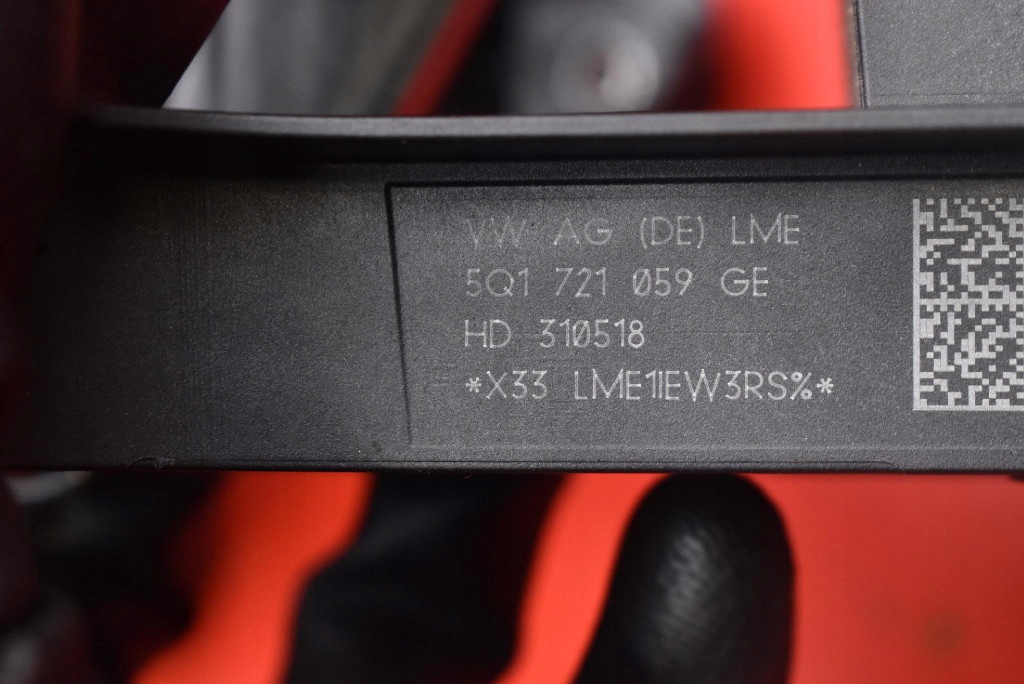 VW AG (DE) LME
5Q1 721 059 GE
HD 310518
*X33 LME1IEW3RS%*